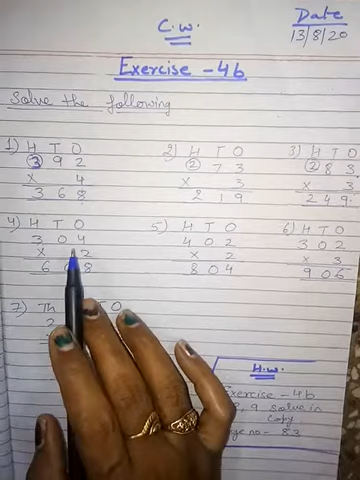 C.W.
Date
13/8/20
Exercise - 4b
Solve the following
1) H T O
③ 9 2
x 4
3 6 8
2) H T O
② 7 3
x 3
2 1 9
3) H T O
② 8 3
x 3
2 4 9
4) H T O
3 0 4
x 2
6 0 8
5) H T O
4 0 2
x 2
8 0 4
6) H T O
3 0 2
x 3
9 0 6
7) Th T O
2
H.W.
Exercise - 4b
9 solve in
copy
no - 83